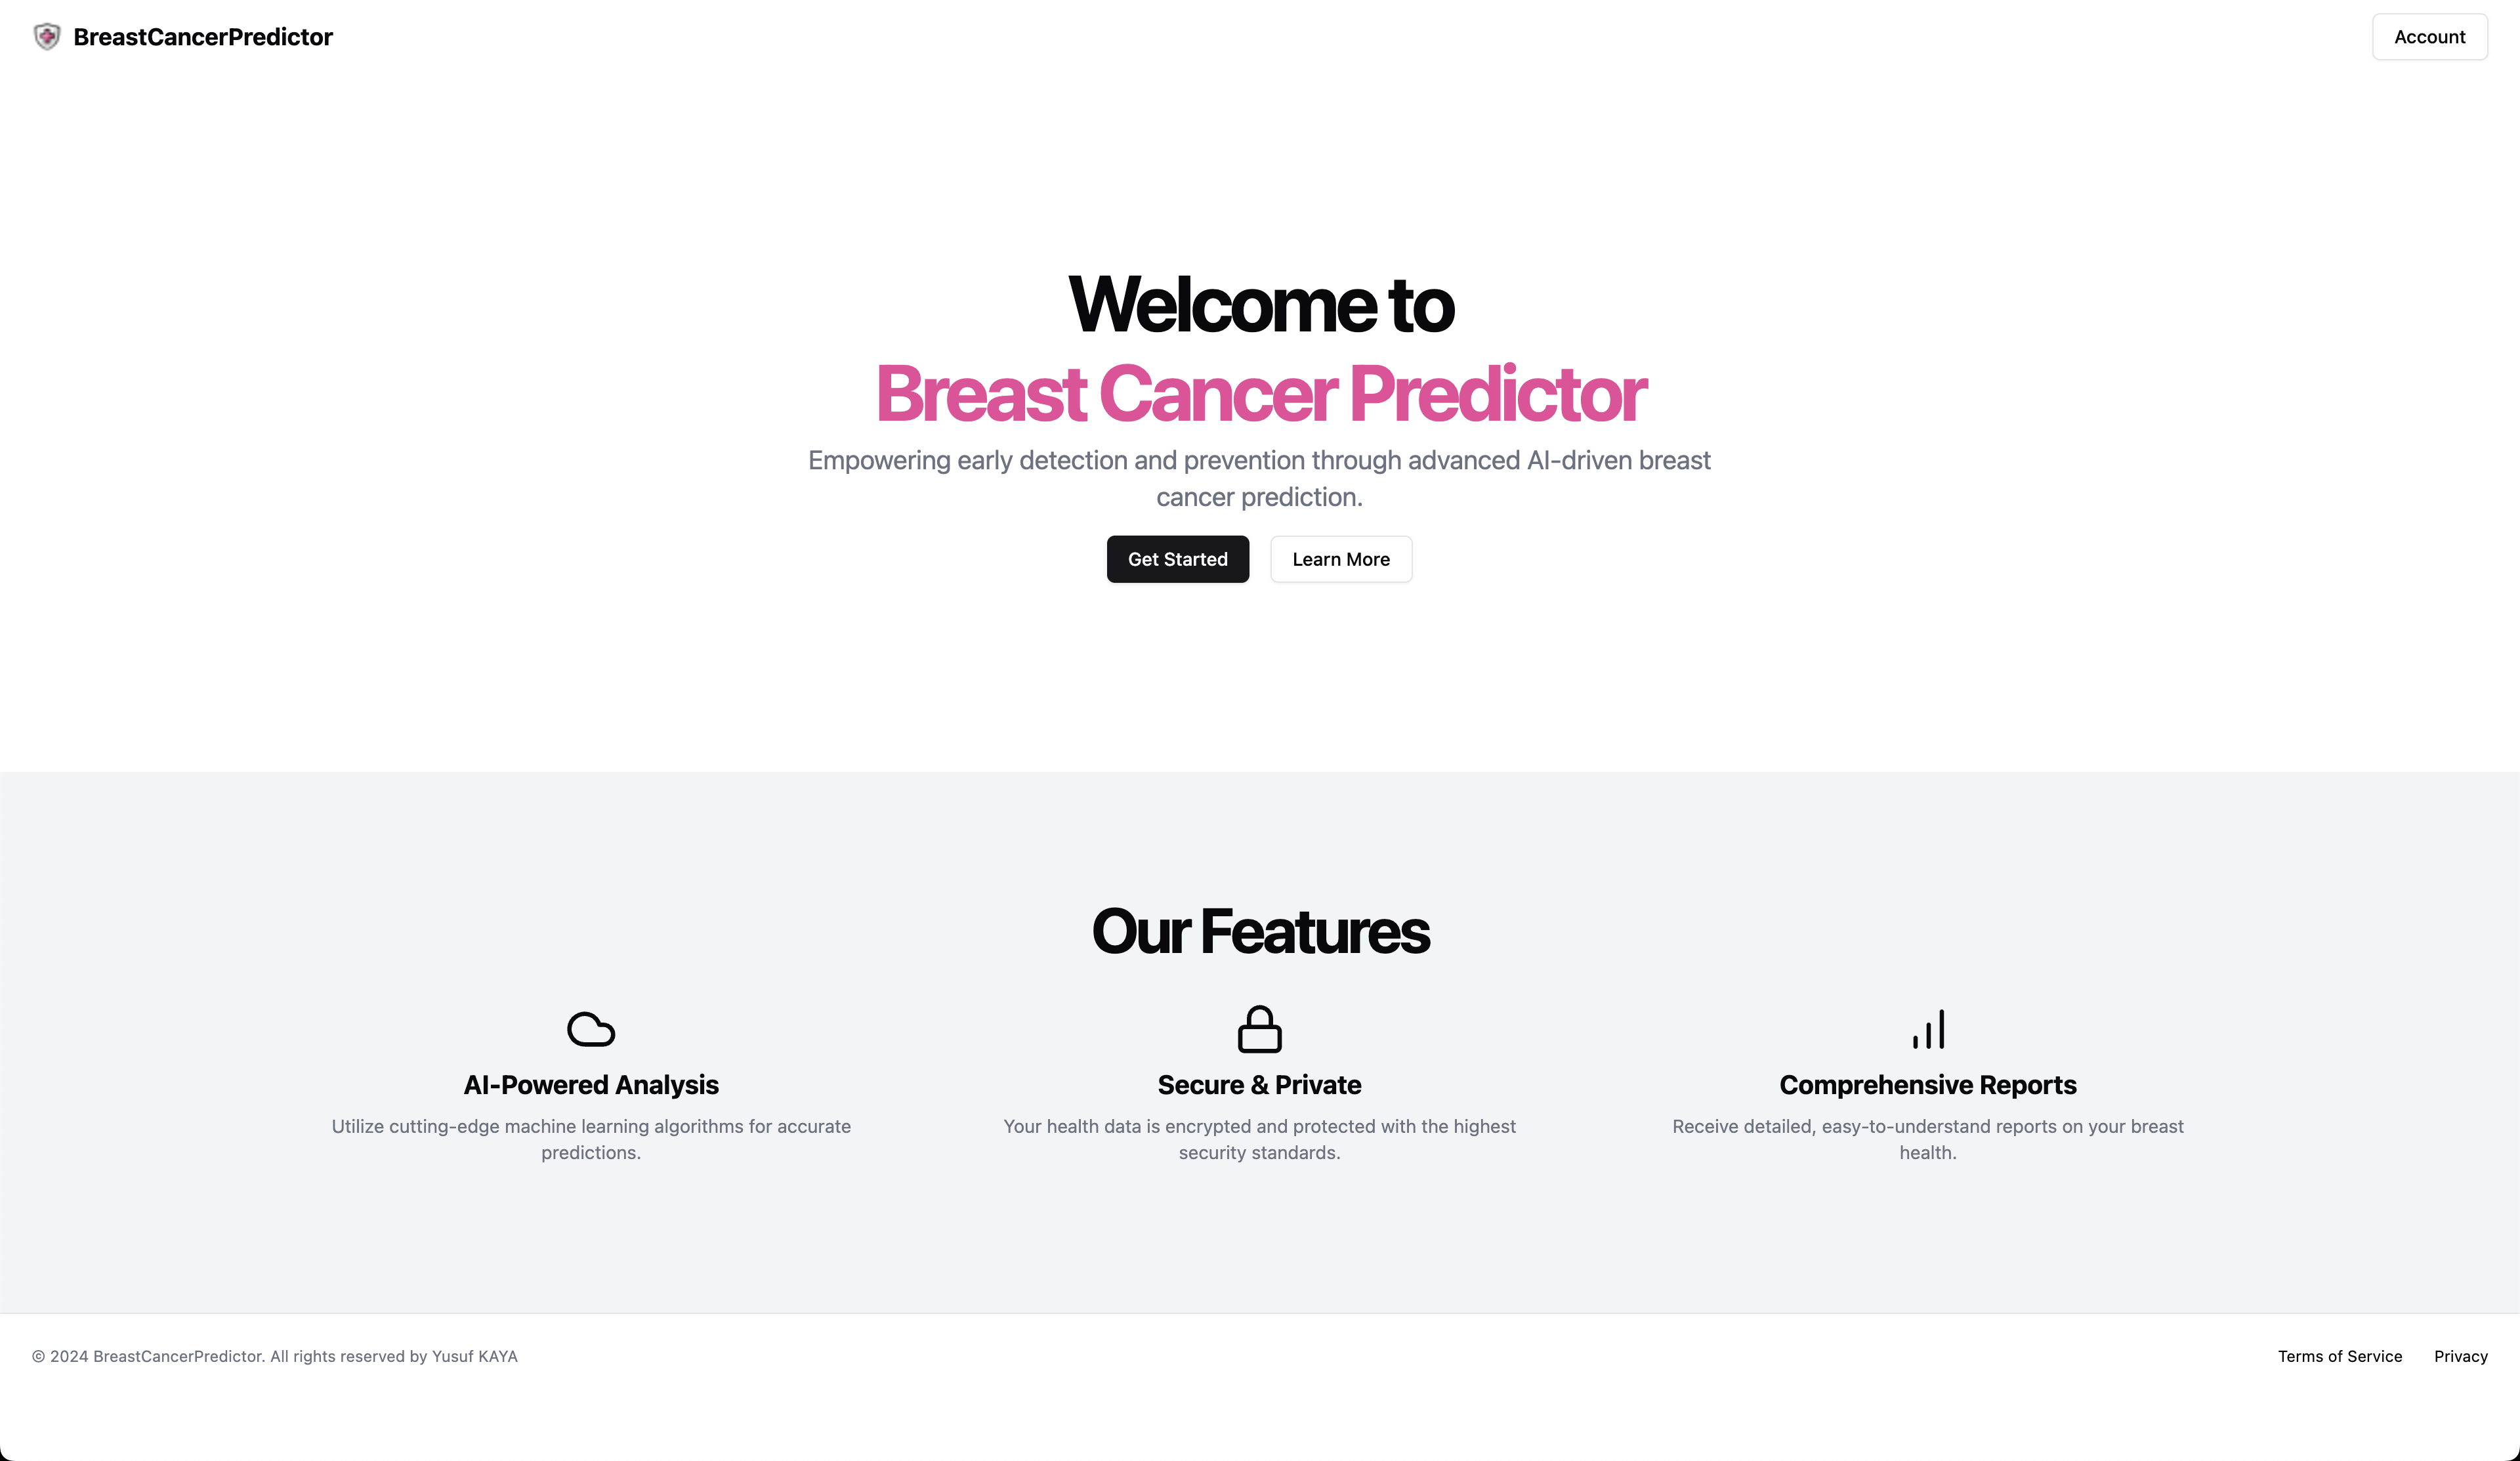 BreastCancerPredictor
Account
Welcome to
Breast Cancer Predictor
Empowering early detection and prevention through advanced AI-driven breast
cancer prediction.
Get Started
Learn More
Our Features
AI-Powered Analysis
Utilize cutting-edge machine learning algorithms for accurate
predictions.
Secure & Private
Your health data is encrypted and protected with the highest
security standards.
Comprehensive Reports
Receive detailed, easy-to-understand reports on your breast
health.
© 2024 BreastCancerPredictor. All rights reserved by Yusuf KAYA
Terms of Service
Privacy